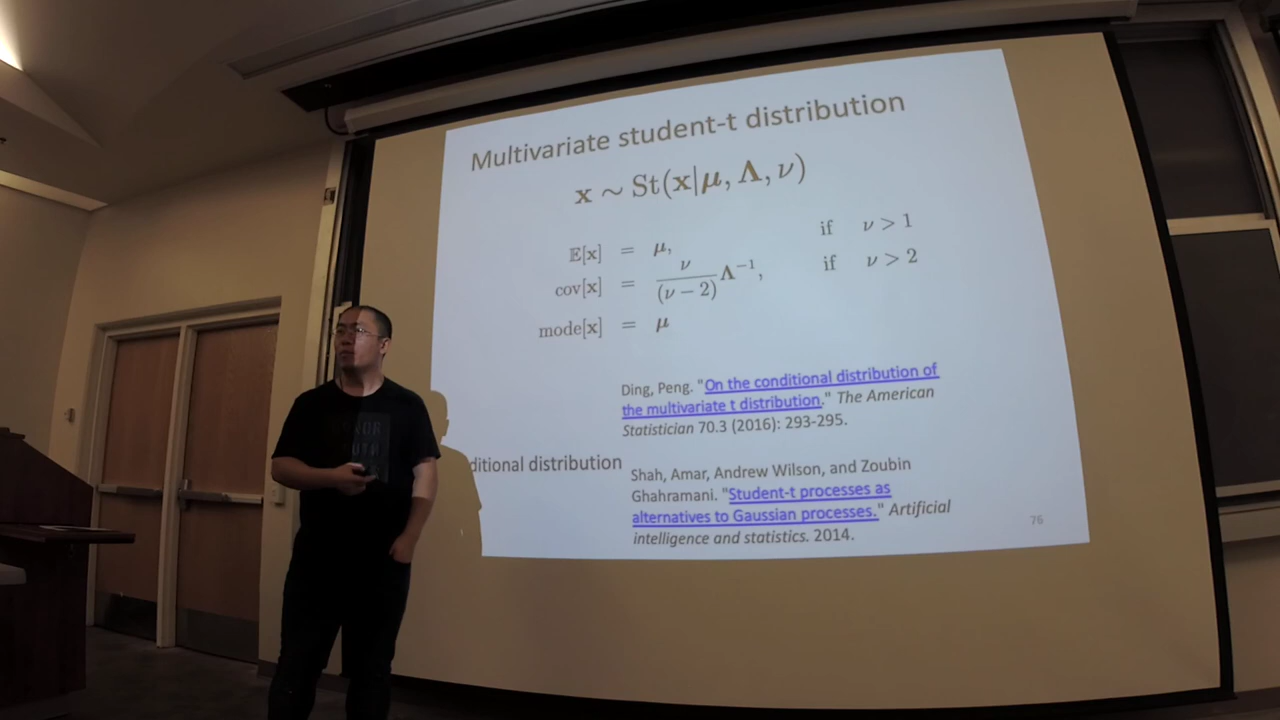 Multivariate student-t distribution
x ∼ St(x|μ, Λ, ν)
𝔼[x] = μ, if ν > 1
cov[x] = ν/(ν − 2) Λ⁻¹, if ν > 2
mode[x] = μ
Ding, Peng. "On the conditional distribution of
the multivariate t distribution." The American
Statistician 70.3 (2016): 293-295.
ditional distribution
Shah, Amar, Andrew Wilson, and Zoubin
Ghahramani. "Student-t processes as
alternatives to Gaussian processes." Artificial
intelligence and statistics. 2014.
76